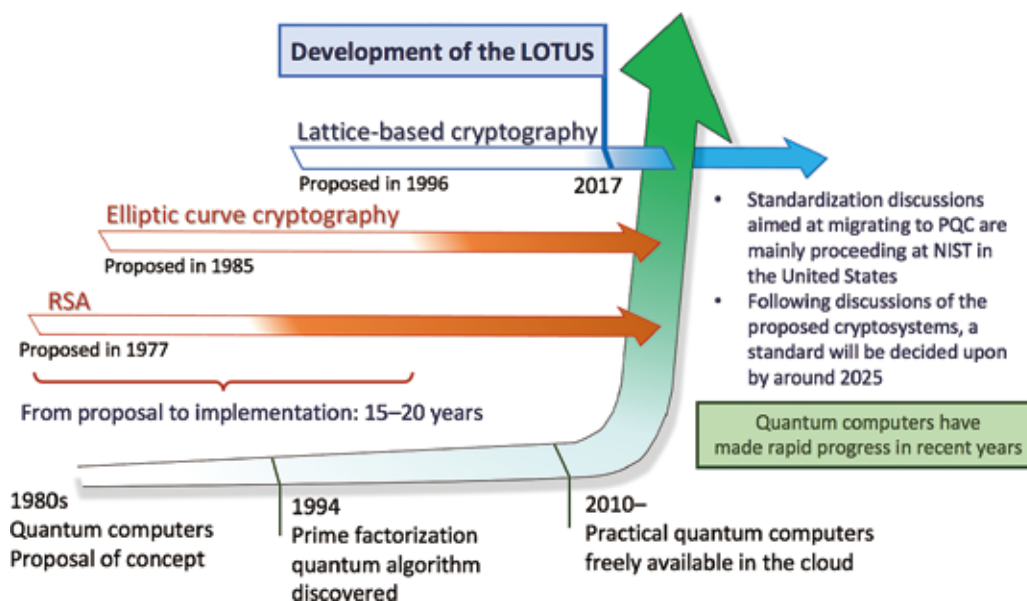 Development of the LOTUS
Lattice-based cryptography
Proposed in 1996
2017
Elliptic curve cryptography
Proposed in 1985
RSA
Proposed in 1977
From proposal to implementation: 15–20 years
• Standardization discussions
aimed at migrating to PQC are
mainly proceeding at NIST in
the United States
• Following discussions of the
proposed cryptosystems, a
standard will be decided upon
by around 2025
Quantum computers have
made rapid progress in recent years
1980s
Quantum computers
Proposal of concept
1994
Prime factorization
quantum algorithm
discovered
2010–
Practical quantum computers
freely available in the cloud